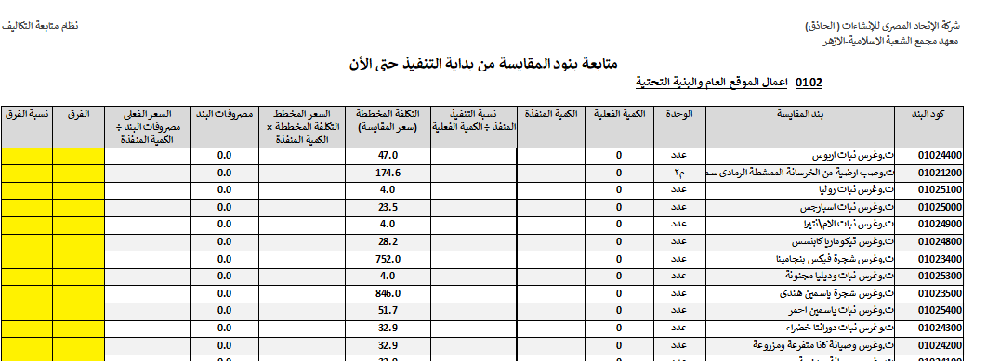 شركة الإتحاد المصرى للإنشاءات ( الحاذق) نظام متابعة التكاليف
معهد مجمع الشعبة الاسلامية-الازهر
متابعة بنود المقايسة من بداية التنفيذ حتى الأن
0102 اعمال الموقع العام والبنية التحتية
كود البند بند المقايسة الوحدة الكمية الفعلية الكمية المنفذة نسبة التنفيذ التكلفة المخططة السعر المخطط مصروفات البند السعر الفعلى الفرق نسبة الفرق
المنفذ ÷ الكمية الفعلية (سعر المقايسة) التكلفة المخططة × مصروفات البند ÷
الكمية المنفذة الكمية المنفذة
01024400 ت.وغرس نبات اريوس عدد 0 47.0 0.0
01021200 ت.وصب ارضية من الخرسانة الممشطة الرمادى سم م٢ 0 174.6 0.0
01025100 ت.وغرس نبات روليا عدد 0 4.0 0.0
01025000 ت.وغرس نبات اسبارجس عدد 0 23.5 0.0
01024900 ت.وغرس نبات الام\نتيرا عدد 0 4.0 0.0
01024800 ت.وغرس تيكوماريا كابنسس عدد 0 28.2 0.0
01023400 ت.وغرس شجرة فيكس بنجامينا عدد 0 752.0 0.0
01025300 ت.وغرس نبات وديليا مجنونة عدد 0 4.0 0.0
01023500 ت.وغرس شجرة ياسمين هندى عدد 0 846.0 0.0
01025400 ت.وغرس نبات ياسمين احمر عدد 0 51.7 0.0
01024300 ت.وغرس نبات دورانتا خضراء عدد 0 32.9 0.0
01024200 ت.وغرس وصيانة كانا متفرعة ومزروعة عدد 0 32.9 0.0